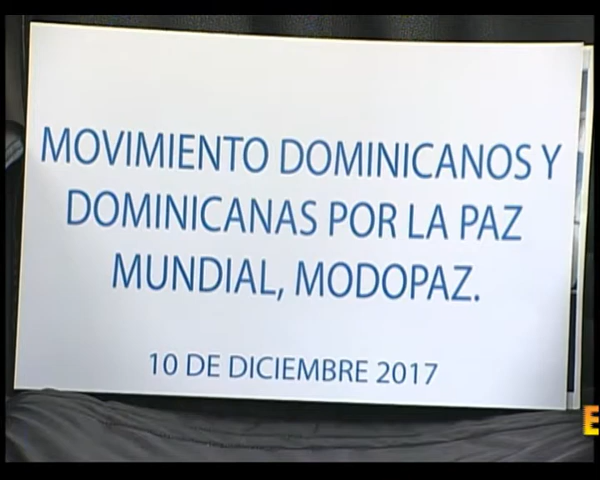 MOVIMIENTO DOMINICANOS Y
DOMINICANAS POR LA PAZ
MUNDIAL, MODOPAZ.
10 DE DICIEMBRE 2017
E